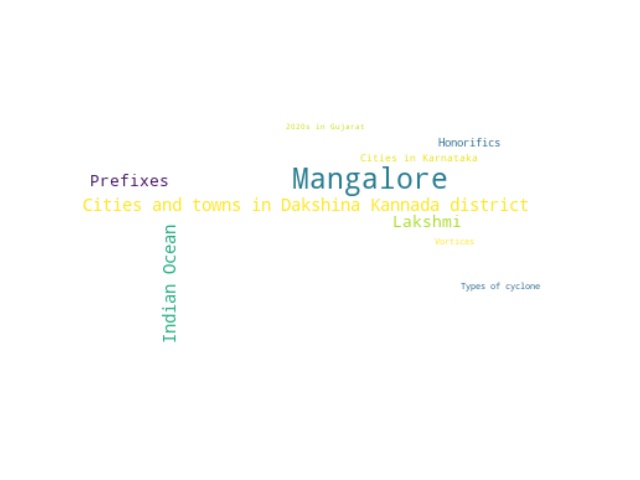 2020s in Gujarat
Honorifics
Cities in Karnataka
Mangalore
Prefixes
Cities and towns in Dakshina Kannada district
Lakshmi
Indian Ocean
Vortices
Types of cyclone